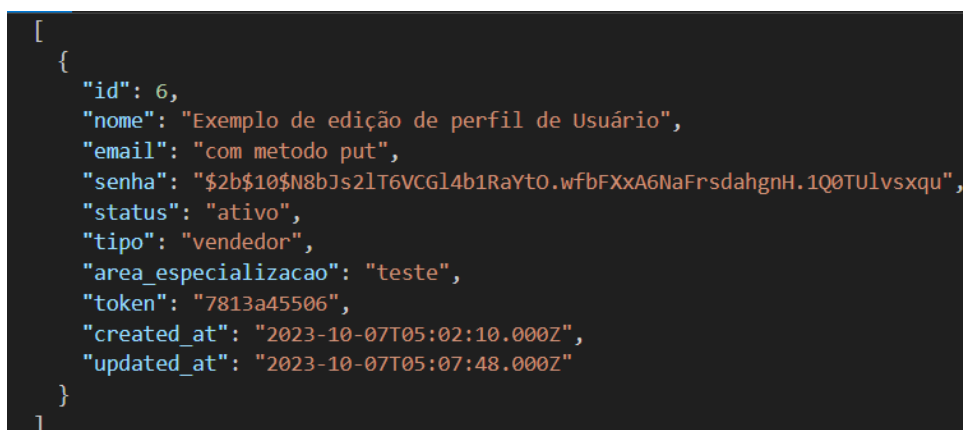 [
{
"id": 6,
"nome": "Exemplo de edição de perfil de Usuário",
"email": "com metodo put",
"senha": "$2b$10$N8bJs2lT6VCGl4b1RaYtO.wfbFXxA6NaFrsdahgnH.1Q0TUlvsxqu",
"status": "ativo",
"tipo": "vendedor",
"area_especializacao": "teste",
"token": "7813a45506",
"created_at": "2023-10-07T05:02:10.000Z",
"updated_at": "2023-10-07T05:07:48.000Z"
}
]